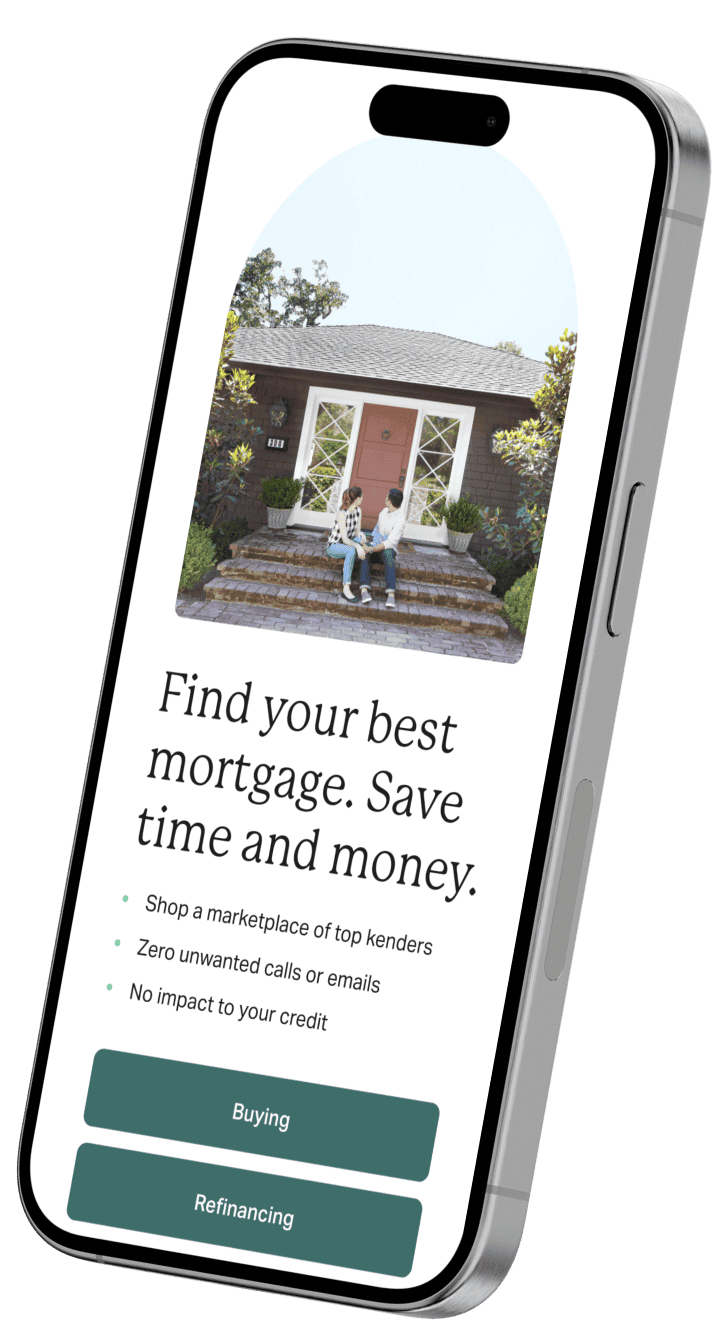 Find your best
mortgage. Save
time and money.
Shop a marketplace of top kenders
Zero unwanted calls or emails
No impact to your credit
Buying
Refinancing